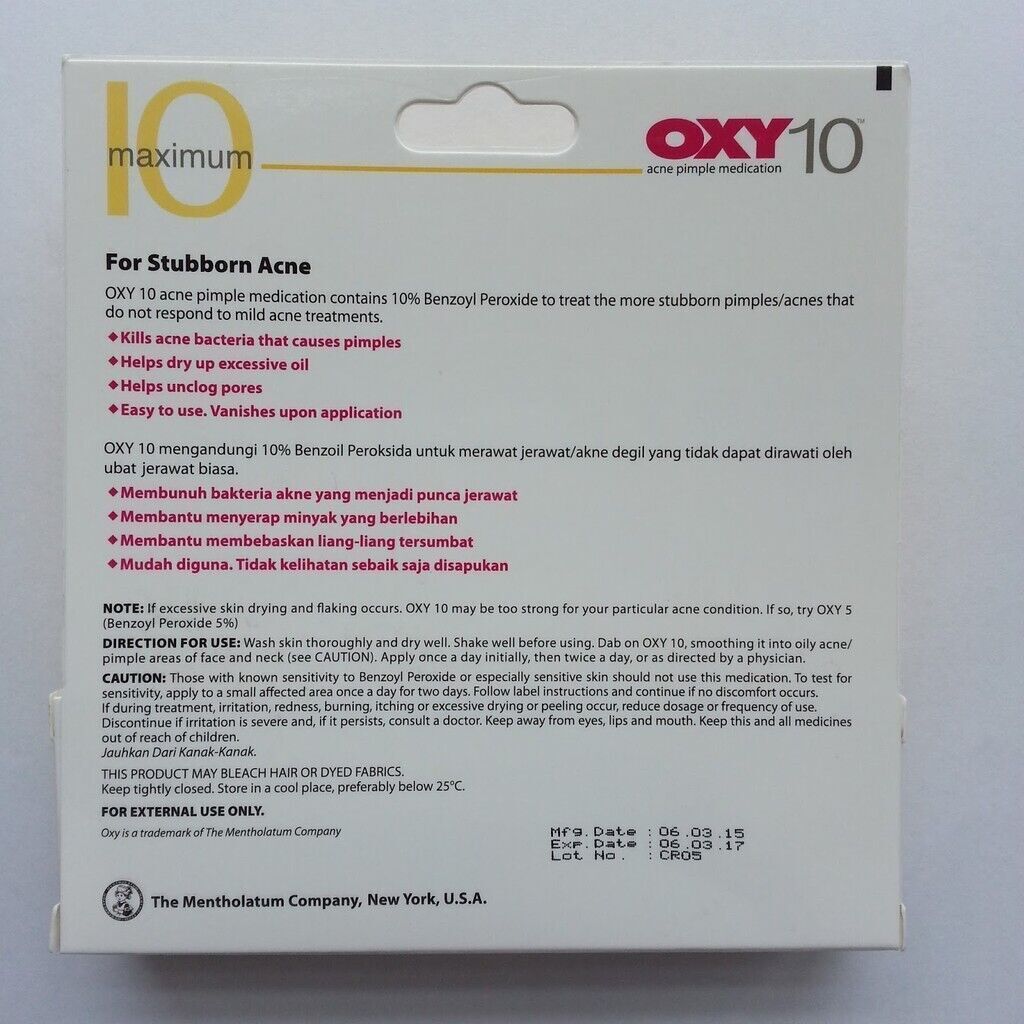 10
maximum
OXY 10™
acne pimple medication
For Stubborn Acne
OXY 10 acne pimple medication contains 10% Benzoyl Peroxide to treat the more stubborn pimples/acnes that
do not respond to mild acne treatments.
❖Kills acne bacteria that causes pimples
❖Helps dry up excessive oil
❖Helps unclog pores
❖Easy to use. Vanishes upon application
OXY 10 mengandungi 10% Benzoil Peroksida untuk merawat jerawat/akne degil yang tidak dapat dirawati oleh
ubat jerawat biasa.
❖Membunuh bakteria akne yang menjadi punca jerawat
❖Membantu menyerap minyak yang berlebihan
❖Membantu membebaskan liang-liang tersumbat
❖Mudah diguna. Tidak kelihatan sebaik saja disapukan
NOTE: If excessive skin drying and flaking occurs. OXY 10 may be too strong for your particular acne condition. If so, try OXY 5
(Benzoyl Peroxide 5%)
DIRECTION FOR USE: Wash skin thoroughly and dry well. Shake well before using. Dab on OXY 10, smoothing it into oily acne/
pimple areas of face and neck (see CAUTION). Apply once a day initially, then twice a day, or as directed by a physician.
CAUTION: Those with known sensitivity to Benzoyl Peroxide or especially sensitive skin should not use this medication. To test for
sensitivity, apply to a small affected area once a day for two days. Follow label instructions and continue if no discomfort occurs.
If during treatment, irritation, redness, burning, itching or excessive drying or peeling occur, reduce dosage or frequency of use.
Discontinue if irritation is severe and, if it persists, consult a doctor. Keep away from eyes, lips and mouth. Keep this and all medicines
out of reach of children.
Jauhkan Dari Kanak-Kanak.
THIS PRODUCT MAY BLEACH HAIR OR DYED FABRICS.
Keep tightly closed. Store in a cool place, preferably below 25°C.
FOR EXTERNAL USE ONLY.
Oxy is a trademark of The Mentholatum Company
Mfg. Date : 06.03.15
Exp. Date : 06.03.17
Lot No. : CR05
The Mentholatum Company, New York, U.S.A.